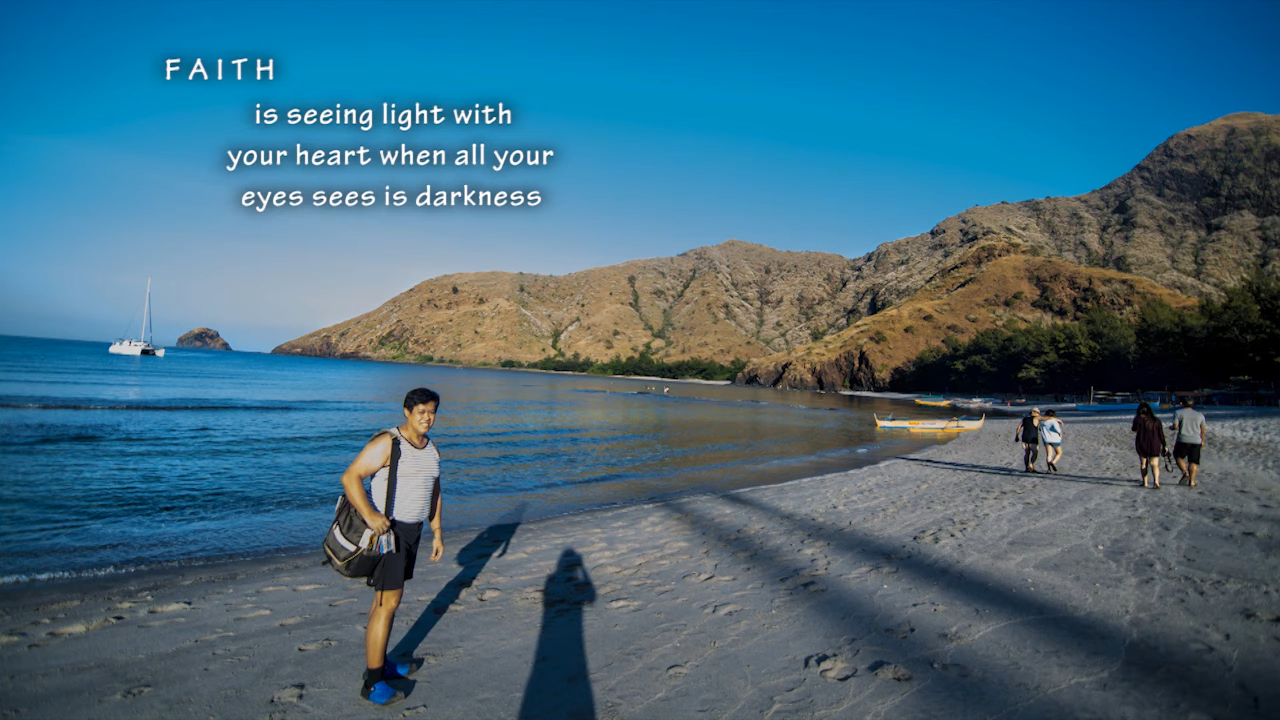 FAITH
is seeing light with
your heart when all your
eyes sees is darkness